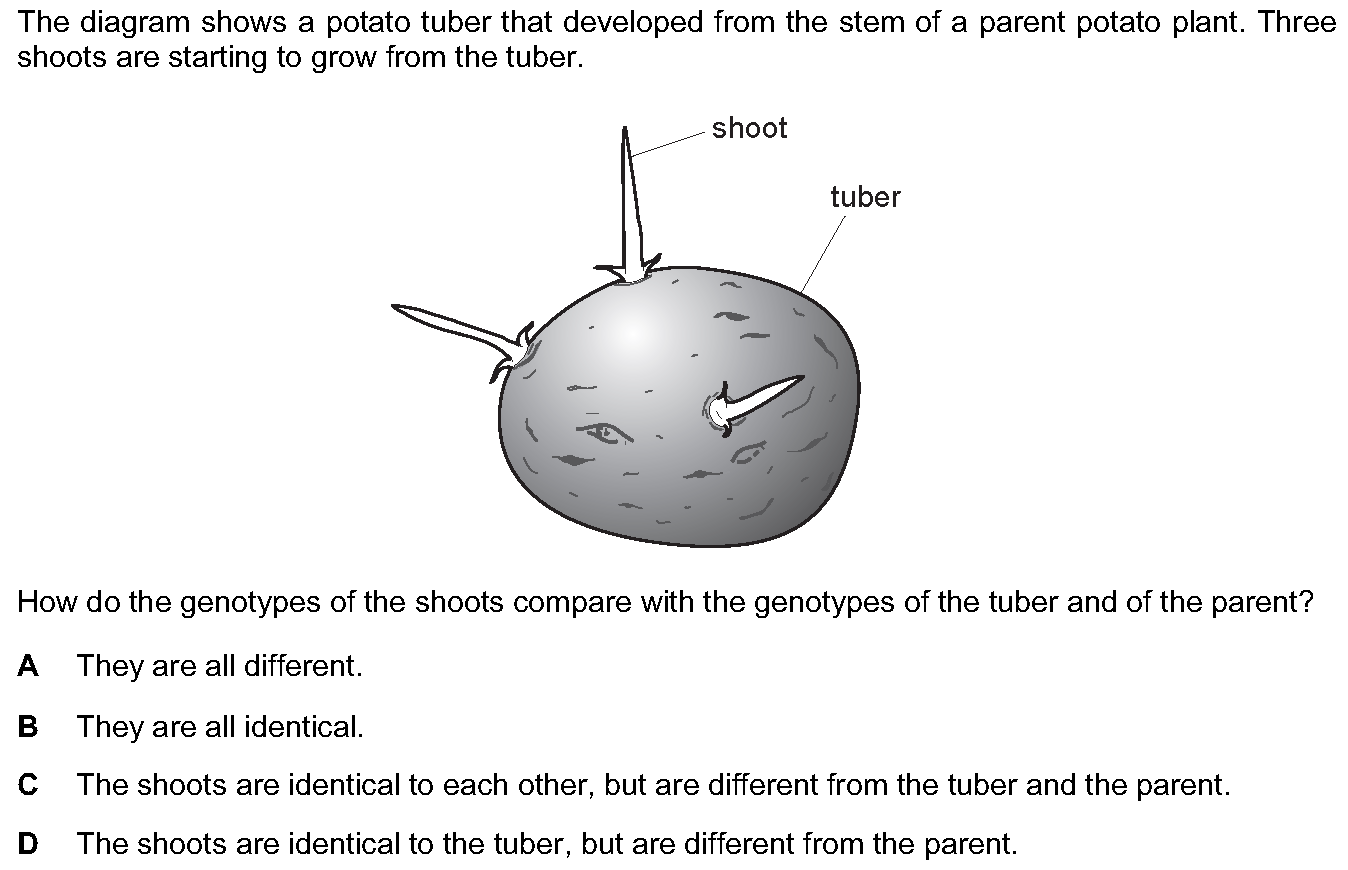 The diagram shows a potato tuber that developed from the stem of a parent potato plant. Three
shoots are starting to grow from the tuber.
shoot
tuber
How do the genotypes of the shoots compare with the genotypes of the tuber and of the parent?
A They are all different.
B They are all identical.
C The shoots are identical to each other, but are different from the tuber and the parent.
D The shoots are identical to the tuber, but are different from the parent.